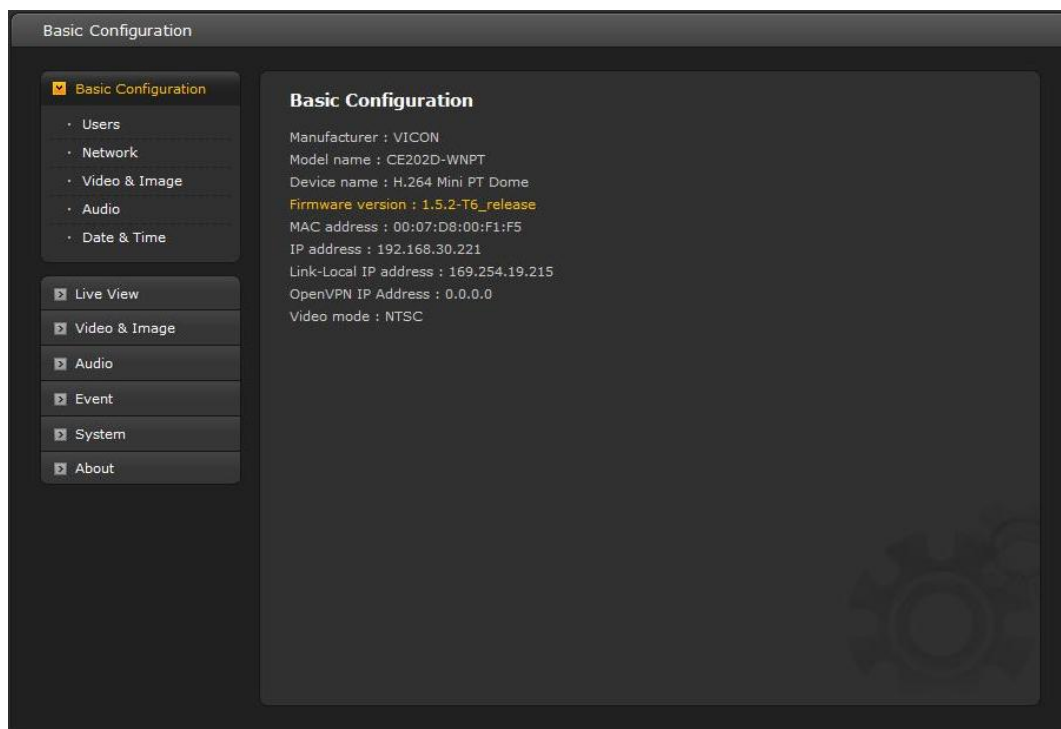 Basic Configuration
Basic Configuration
· Users
· Network
· Video & Image
· Audio
· Date & Time
Live View
Video & Image
Audio
Event
System
About
Basic Configuration
Manufacturer : VICON
Model name : CE202D-WNPT
Device name : H.264 Mini PT Dome
Firmware version : 1.5.2-T6_release
MAC address : 00:07:D8:00:F1:F5
IP address : 192.168.30.221
Link-Local IP address : 169.254.19.215
OpenVPN IP Address : 0.0.0.0
Video mode : NTSC